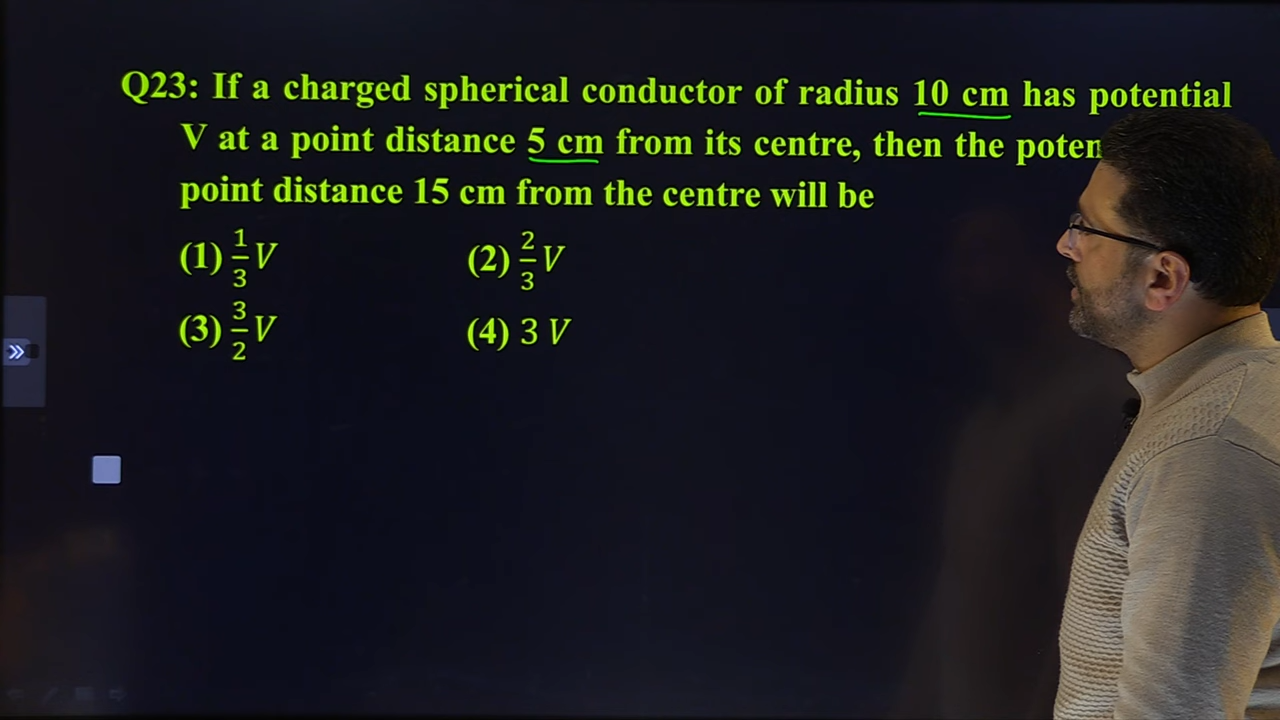 Q23: If a charged spherical conductor of radius 10 cm has potential
V at a point distance 5 cm from its centre, then the
point distance 15 cm from the centre will be
(1) 1/3 V (2) 2/3 V
(3) 3/2 V (4) 3 V